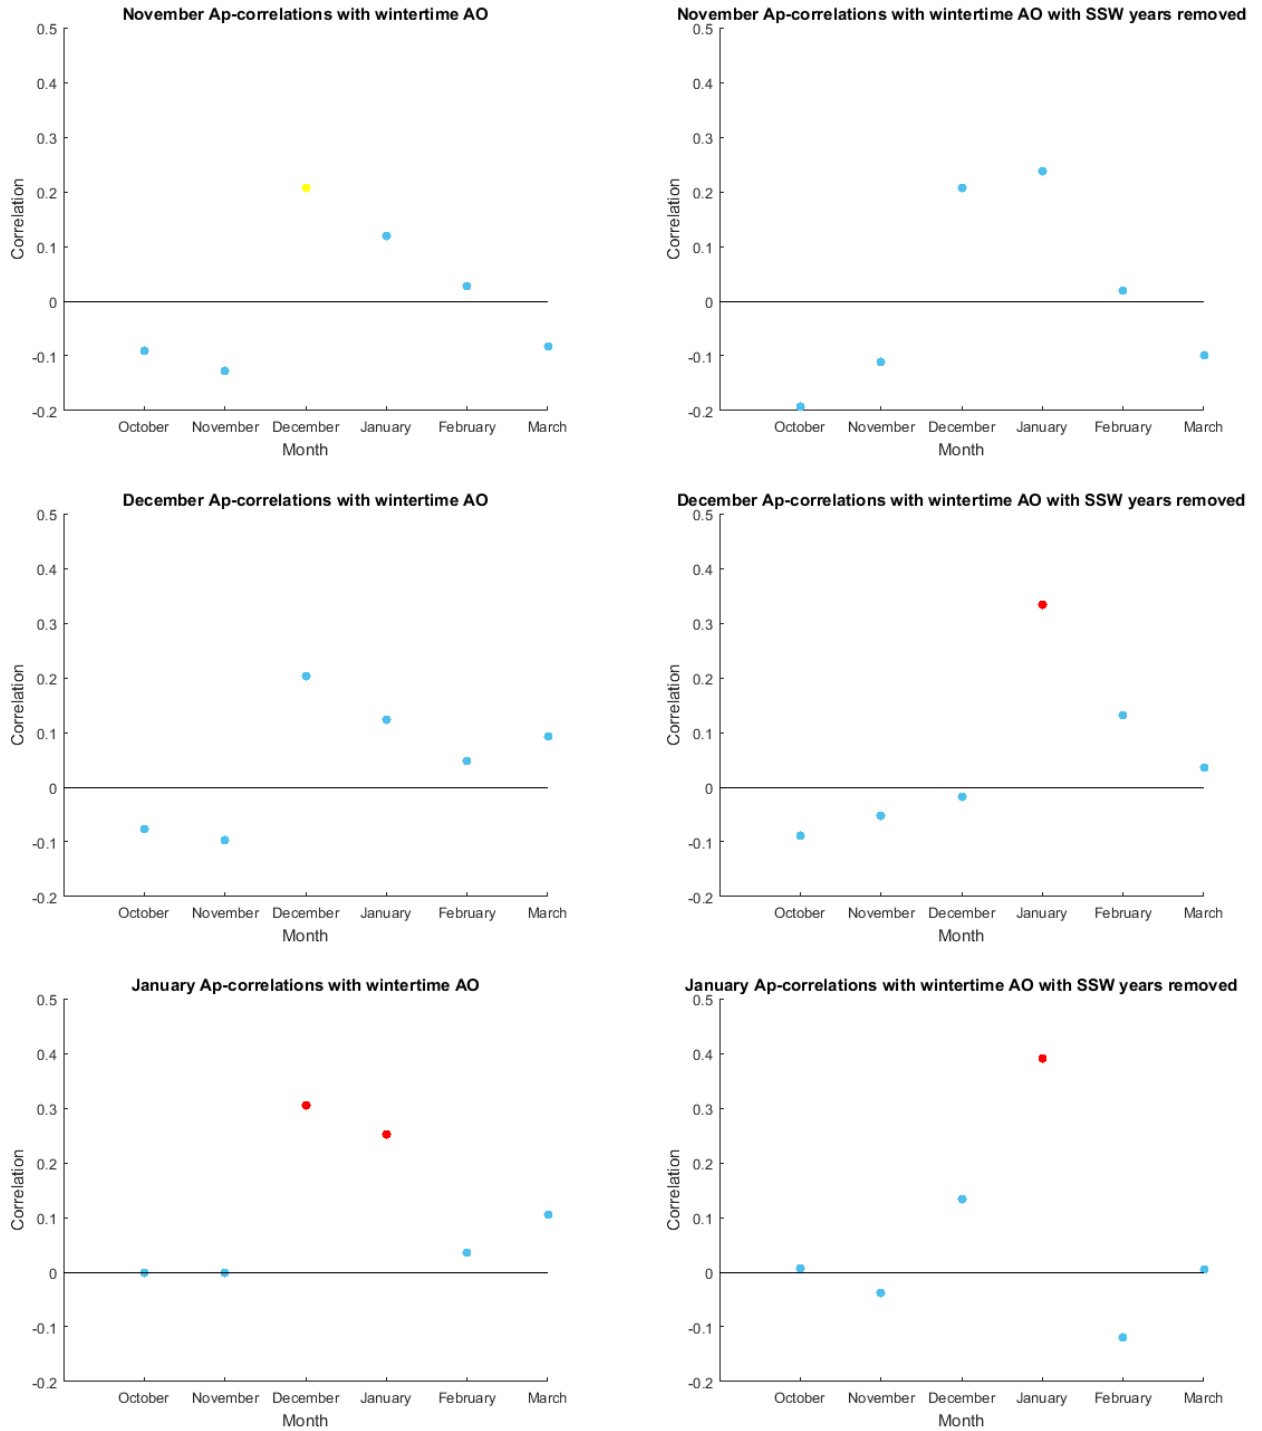 November Ap-correlations with wintertime AO
0.5
0.4
0.3
0.2
0.1
0
-0.1
-0.2
Correlation
October November December January February March
Month
November Ap-correlations with wintertime AO with SSW years removed
0.5
0.4
0.3
0.2
0.1
0
-0.1
-0.2
Correlation
October November December January February March
Month
December Ap-correlations with wintertime AO
0.5
0.4
0.3
0.2
0.1
0
-0.1
-0.2
Correlation
October November December January February March
Month
December Ap-correlations with wintertime AO with SSW years removed
0.5
0.4
0.3
0.2
0.1
0
-0.1
-0.2
Correlation
October November December January February March
Month
January Ap-correlations with wintertime AO
0.5
0.4
0.3
0.2
0.1
0
-0.1
-0.2
Correlation
October November December January February March
Month
January Ap-correlations with wintertime AO with SSW years removed
0.5
0.4
0.3
0.2
0.1
0
-0.1
-0.2
Correlation
October November December January February March
Month